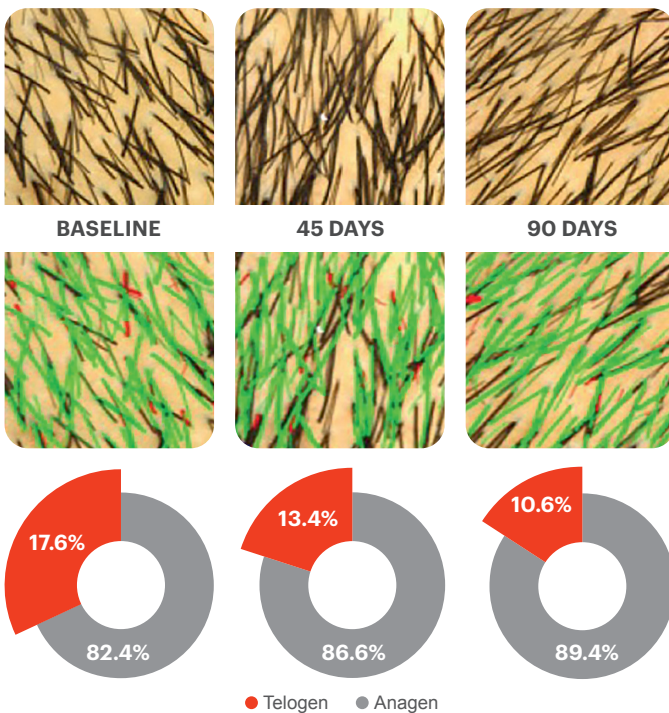 BASELINE
45 DAYS
90 DAYS
17.6%
82.4%
13.4%
86.6%
10.6%
89.4%
Telogen
Anagen